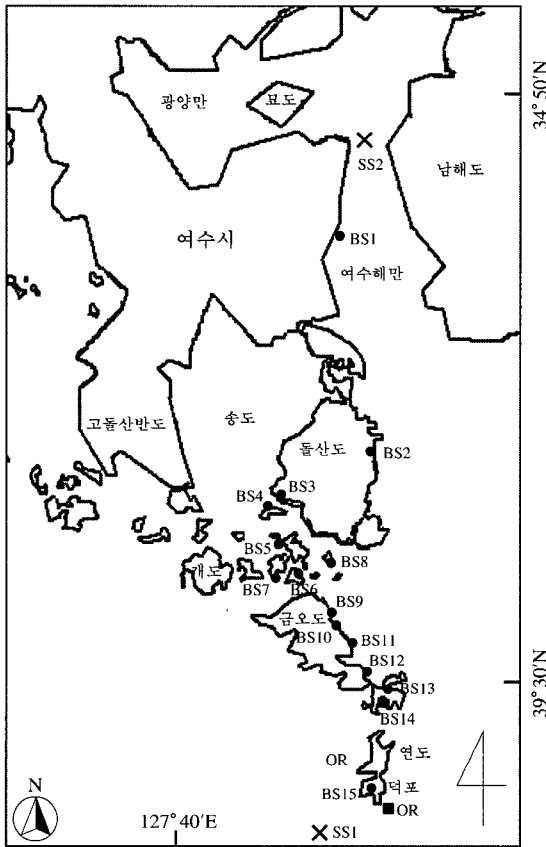 광양만
묘도
34° 50′N
SS2
남해도
여수시
BS1
여수해만
고돌산반도
송도
돌산도
BS2
BS3
BS4
BS5
BS8
개도
BS7
BS6
BS9
금오도
BS10
BS11
BS12
39° 30′N
BS13
BS14
OR
연도
BS15
덕포
OR
N
127° 40′E
SS1